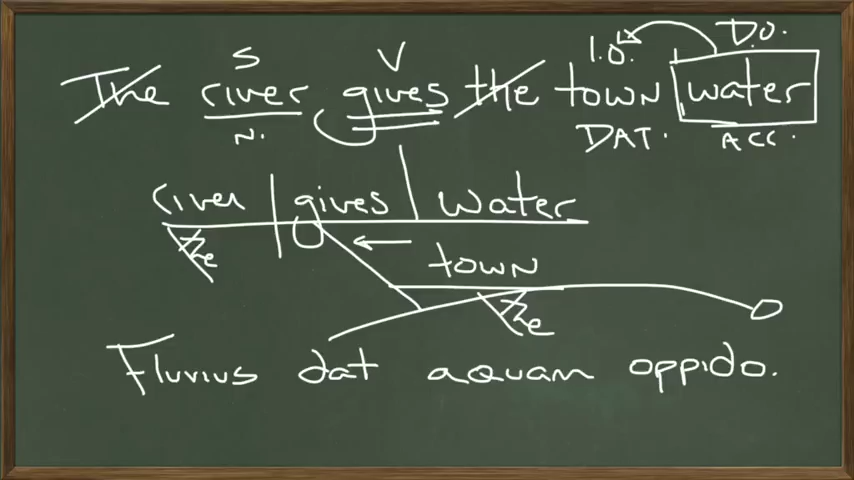 S V I.O. D.O.
The river gives the town water
N. DAT. ACC.
river gives water
the town
the
Fluvius dat aquam oppido.